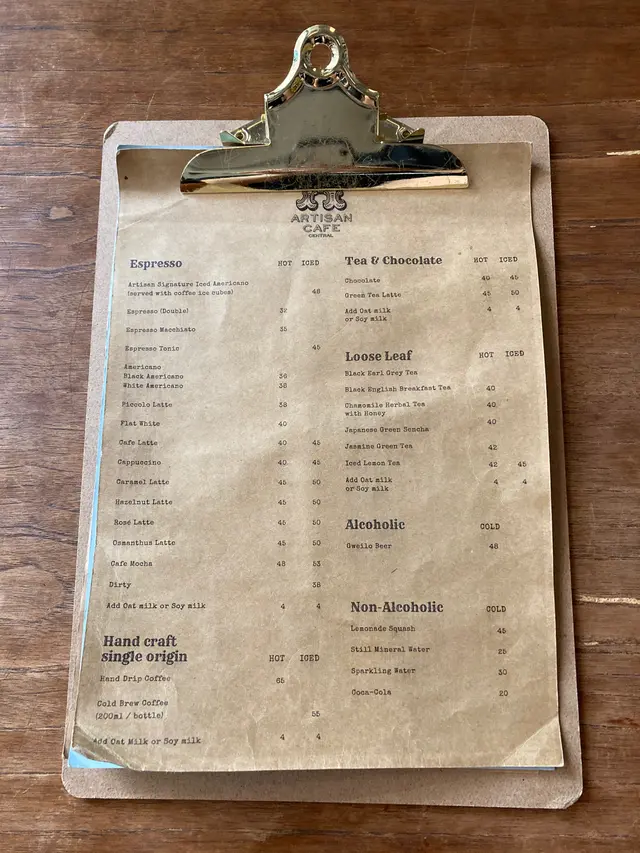 ARTISAN
CAFE
CENTRAL
Espresso HOT ICED
Artisan Signature Iced Americano
(served with coffee ice cubes) 48
Espresso (Double) 32
Espresso Macchiato 35
Espresso Tonic 45
Americano
Black Americano 36
White Americano 38
Piccolo Latte 38
Flat White 40
Cafe Latte 40 45
Cappuccino 40 45
Caramel Latte 45 50
Hazelnut Latte 45 50
Rosé Latte 45 50
Osmanthus Latte 45 50
Cafe Mocha 48 53
Dirty 38
Add Oat milk or Soy milk 4 4
Hand craft
single origin HOT ICED
Hand Drip Coffee 65
Cold Brew Coffee
(200ml / bottle) 55
Add Oat Milk or Soy milk 4 4
Tea & Chocolate HOT ICED
Chocolate 40 45
Green Tea Latte 45 50
Add Oat milk 4 4
or Soy milk
Loose Leaf HOT ICED
Black Earl Grey Tea
Black English Breakfast Tea 40
Chamomile Herbal Tea 40
with Honey
40
Japanese Green Sencha
Jasmine Green Tea 42
Iced Lemon Tea 42 45
Add Oat milk 4 4
or Soy milk
Alcoholic COLD
Gweilo Beer 48
Non-Alcoholic COLD
Lemonade Squash 45
Still Mineral Water 25
Sparkling Water 30
Coca-Cola 20